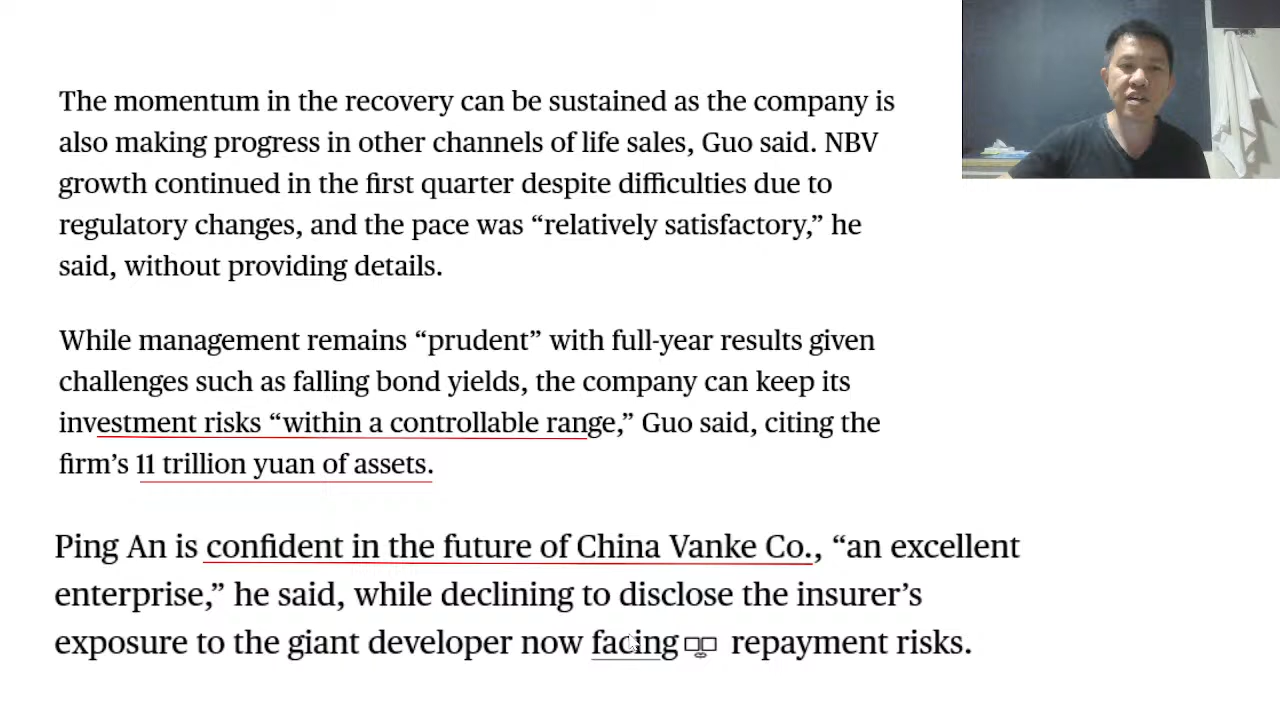 The momentum in the recovery can be sustained as the company is
also making progress in other channels of life sales, Guo said. NBV
growth continued in the first quarter despite difficulties due to
regulatory changes, and the pace was “relatively satisfactory,” he
said, without providing details.
While management remains “prudent” with full-year results given
challenges such as falling bond yields, the company can keep its
investment risks “within a controllable range,” Guo said, citing the
firm’s 11 trillion yuan of assets.
Ping An is confident in the future of China Vanke Co., “an excellent
enterprise,” he said, while declining to disclose the insurer’s
exposure to the giant developer now facing repayment risks.